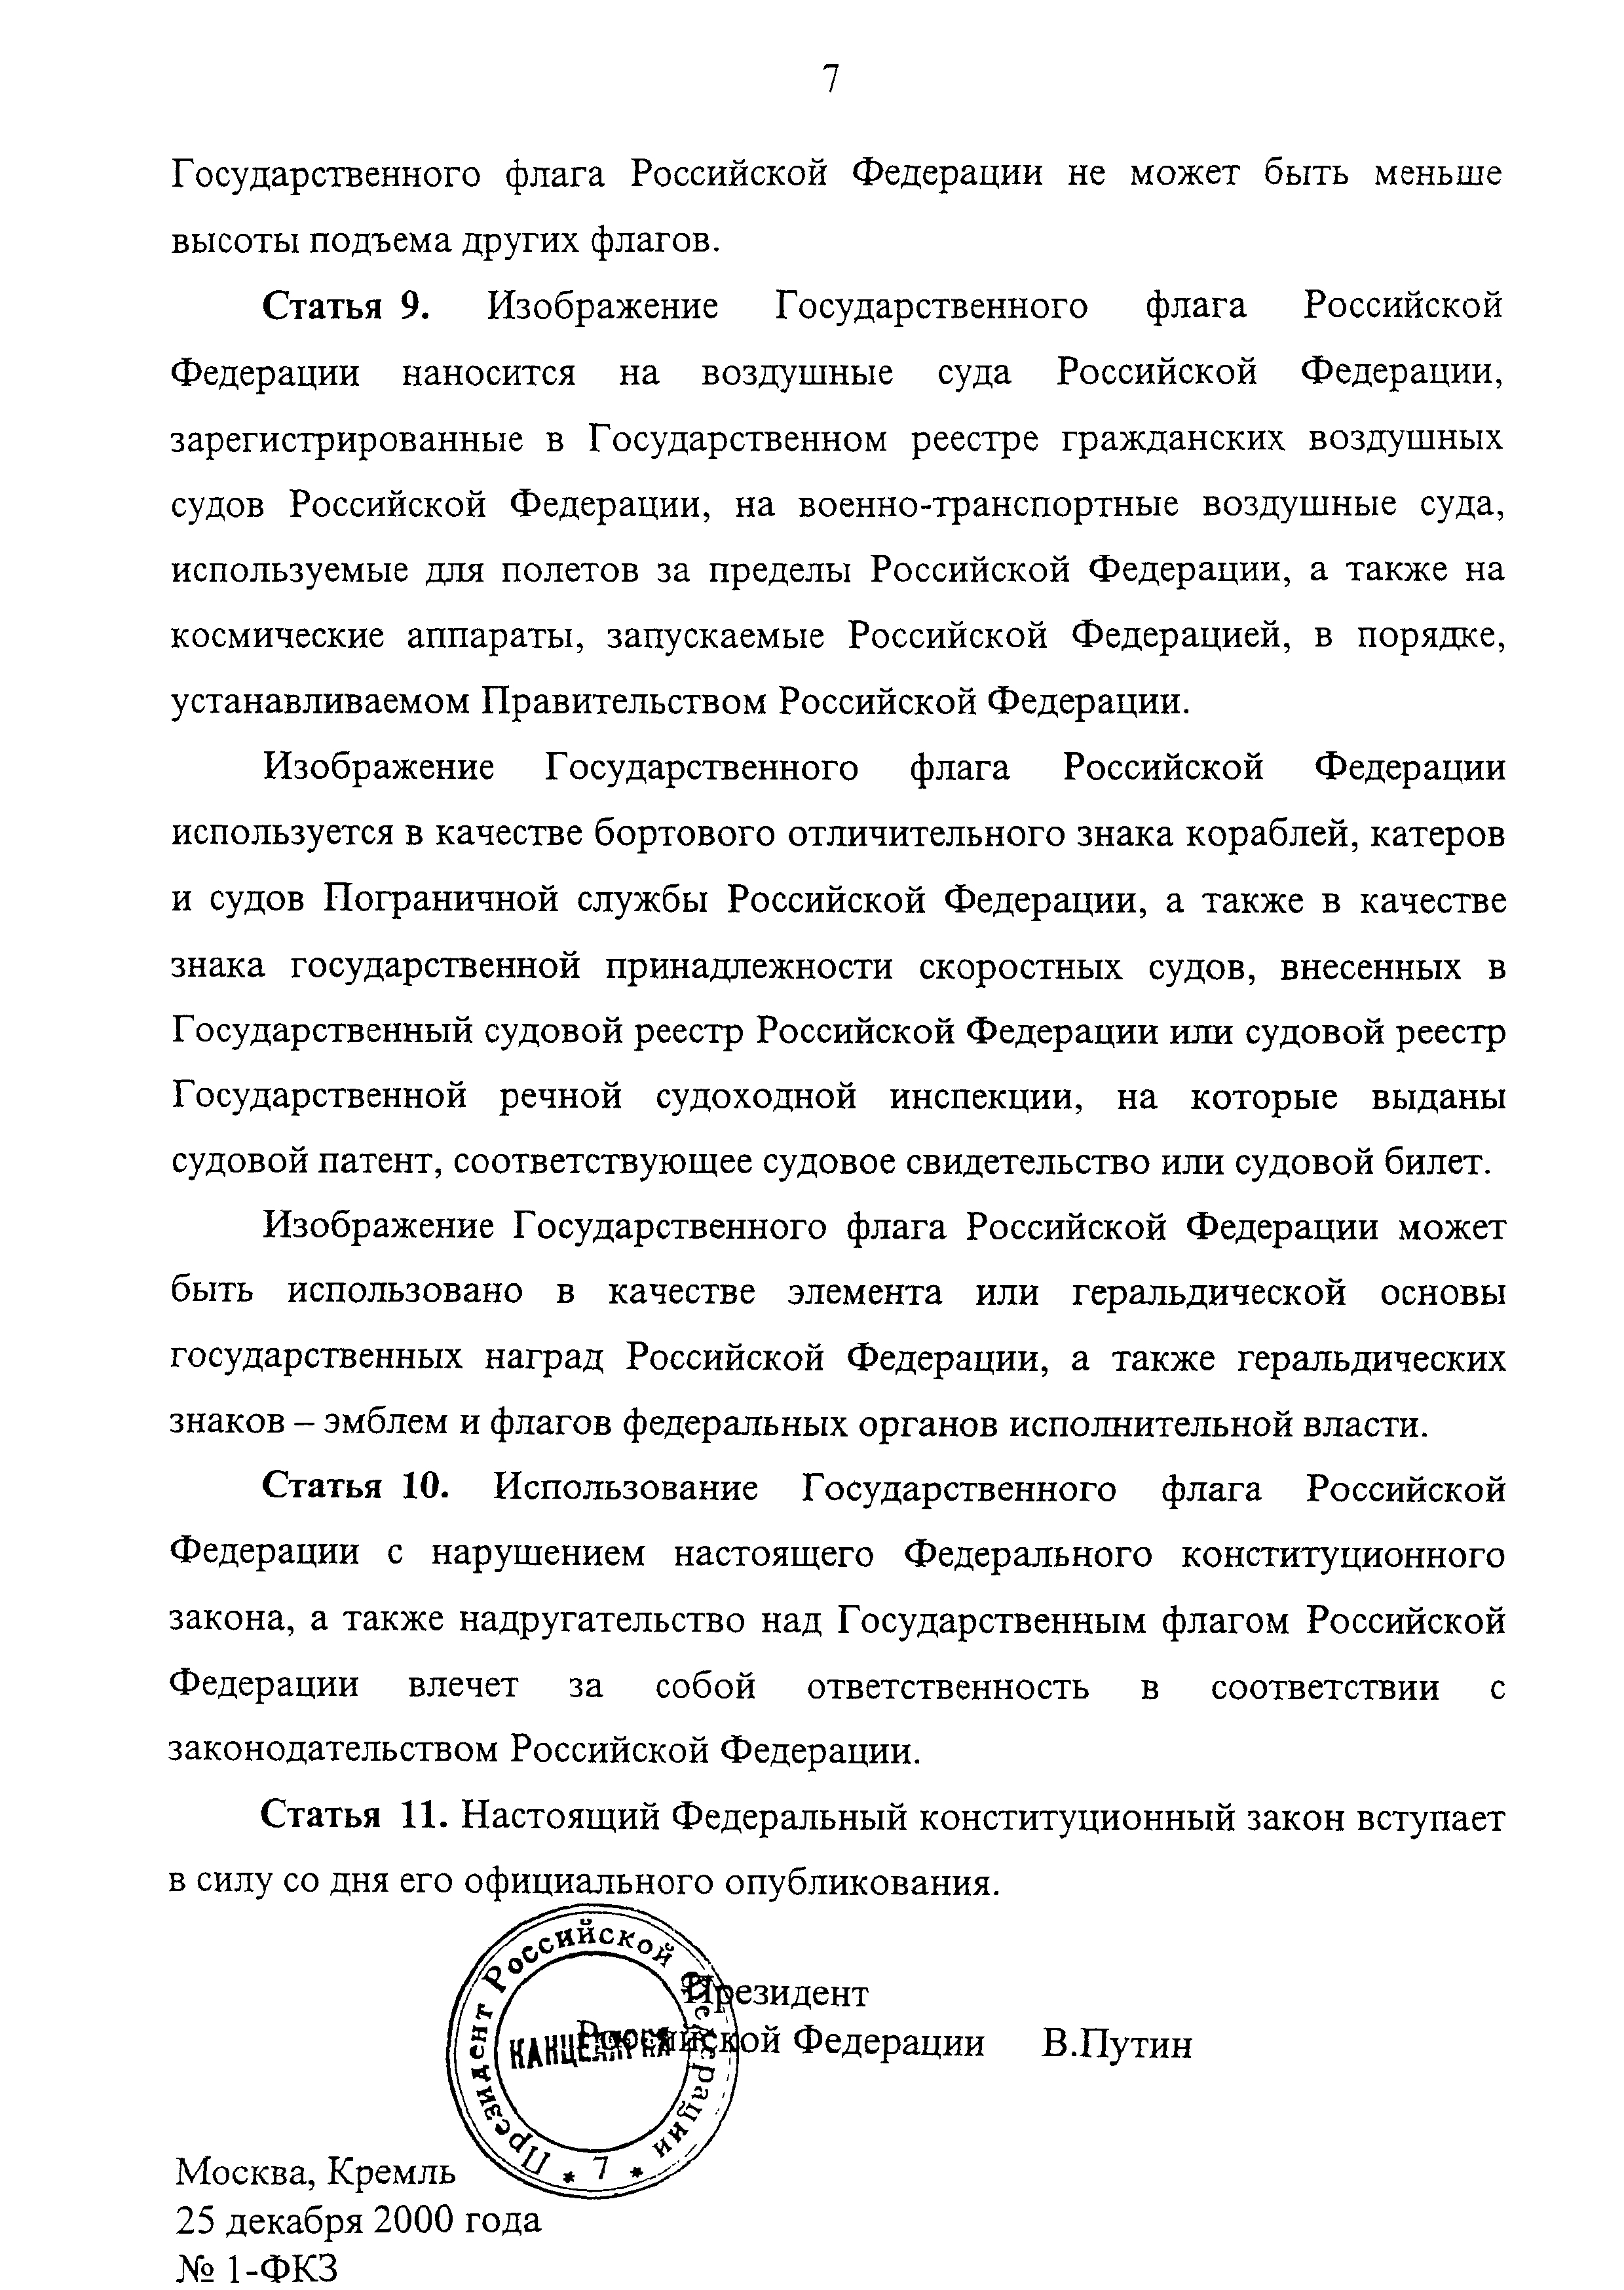 7
Государственного флага Российской Федерации не может быть меньше
высоты подъема других флагов.
Статья 9. Изображение Государственного флага Российской
Федерации наносится на воздушные суда Российской Федерации,
зарегистрированные в Государственном реестре гражданских воздушных
судов Российской Федерации, на военно-транспортные воздушные суда,
используемые для полетов за пределы Российской Федерации, а также на
космические аппараты, запускаемые Российской Федерацией, в порядке,
устанавливаемом Правительством Российской Федерации.
Изображение Государственного флага Российской Федерации
используется в качестве бортового отличительного знака кораблей, катеров
и судов Пограничной службы Российской Федерации, а также в качестве
знака государственной принадлежности скоростных судов, внесенных в
Государственный судовой реестр Российской Федерации или судовой реестр
Государственной речной судоходной инспекции, на которые выданы
судовой патент, соответствующее судовое свидетельство или судовой билет.
Изображение Государственного флага Российской Федерации может
быть использовано в качестве элемента или геральдической основы
государственных наград Российской Федерации, а также геральдических
знаков – эмблем и флагов федеральных органов исполнительной власти.
Статья 10. Использование Государственного флага Российской
Федерации с нарушением настоящего Федерального конституционного
закона, а также надругательство над Государственным флагом Российской
Федерации влечет за собой ответственность в соответствии с
законодательством Российской Федерации.
Статья 11. Настоящий Федеральный конституционный закон вступает
в силу со дня его официального опубликования.
Президент
Российской Федерации В.Путин
Президент Российской Федерации
КАНЦЕЛЯРИЯ
* 7 *
Москва, Кремль
25 декабря 2000 года
№ 1-ФКЗ